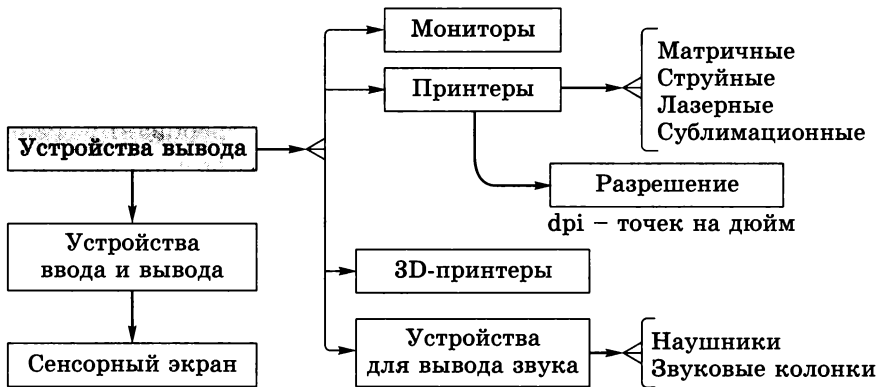 Мониторы
Принтеры
Матричные
Струйные
Лазерные
Сублимационные
Устройства вывода
Разрешение
dpi – точек на дюйм
Устройства
ввода и вывода
3D-принтеры
Сенсорный экран
Устройства
для вывода звука
Наушники
Звуковые колонки